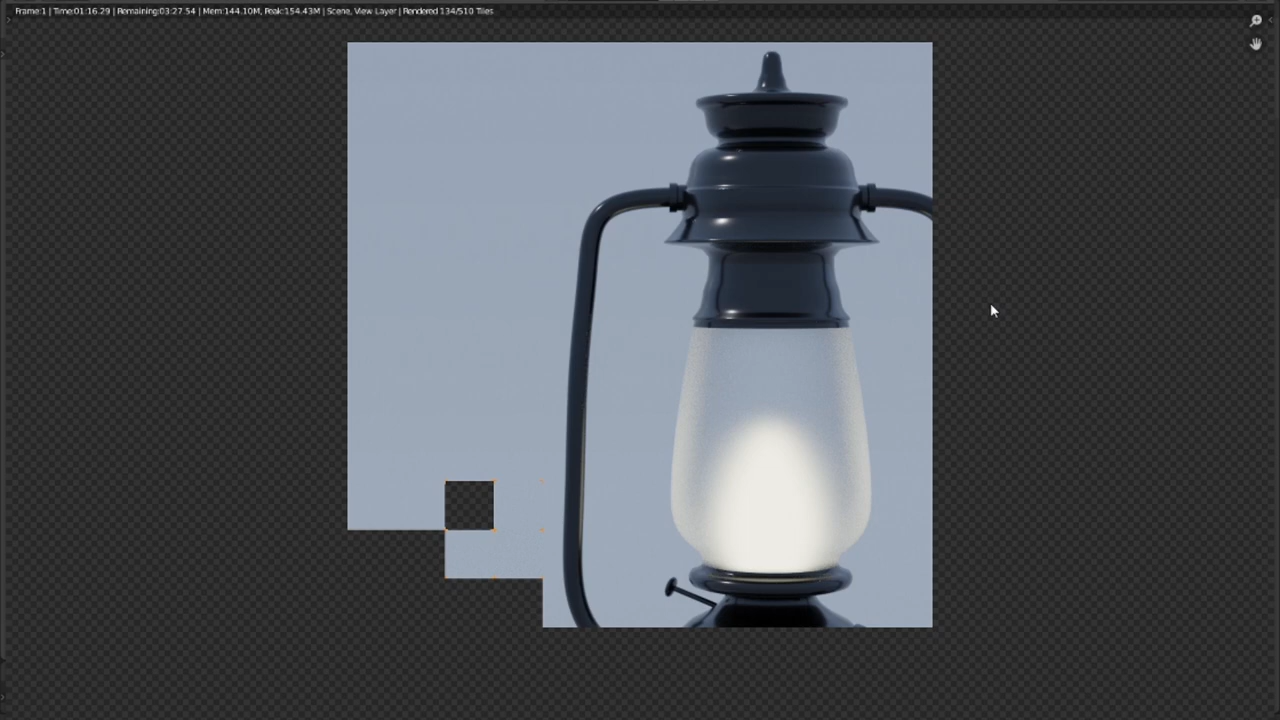 Frame:1 | Time:01:16.29 | Remaining:03:27.54 | Mem:144.10M, Peak:154.43M | Scene, View Layer | Rendered 134/510 Tiles